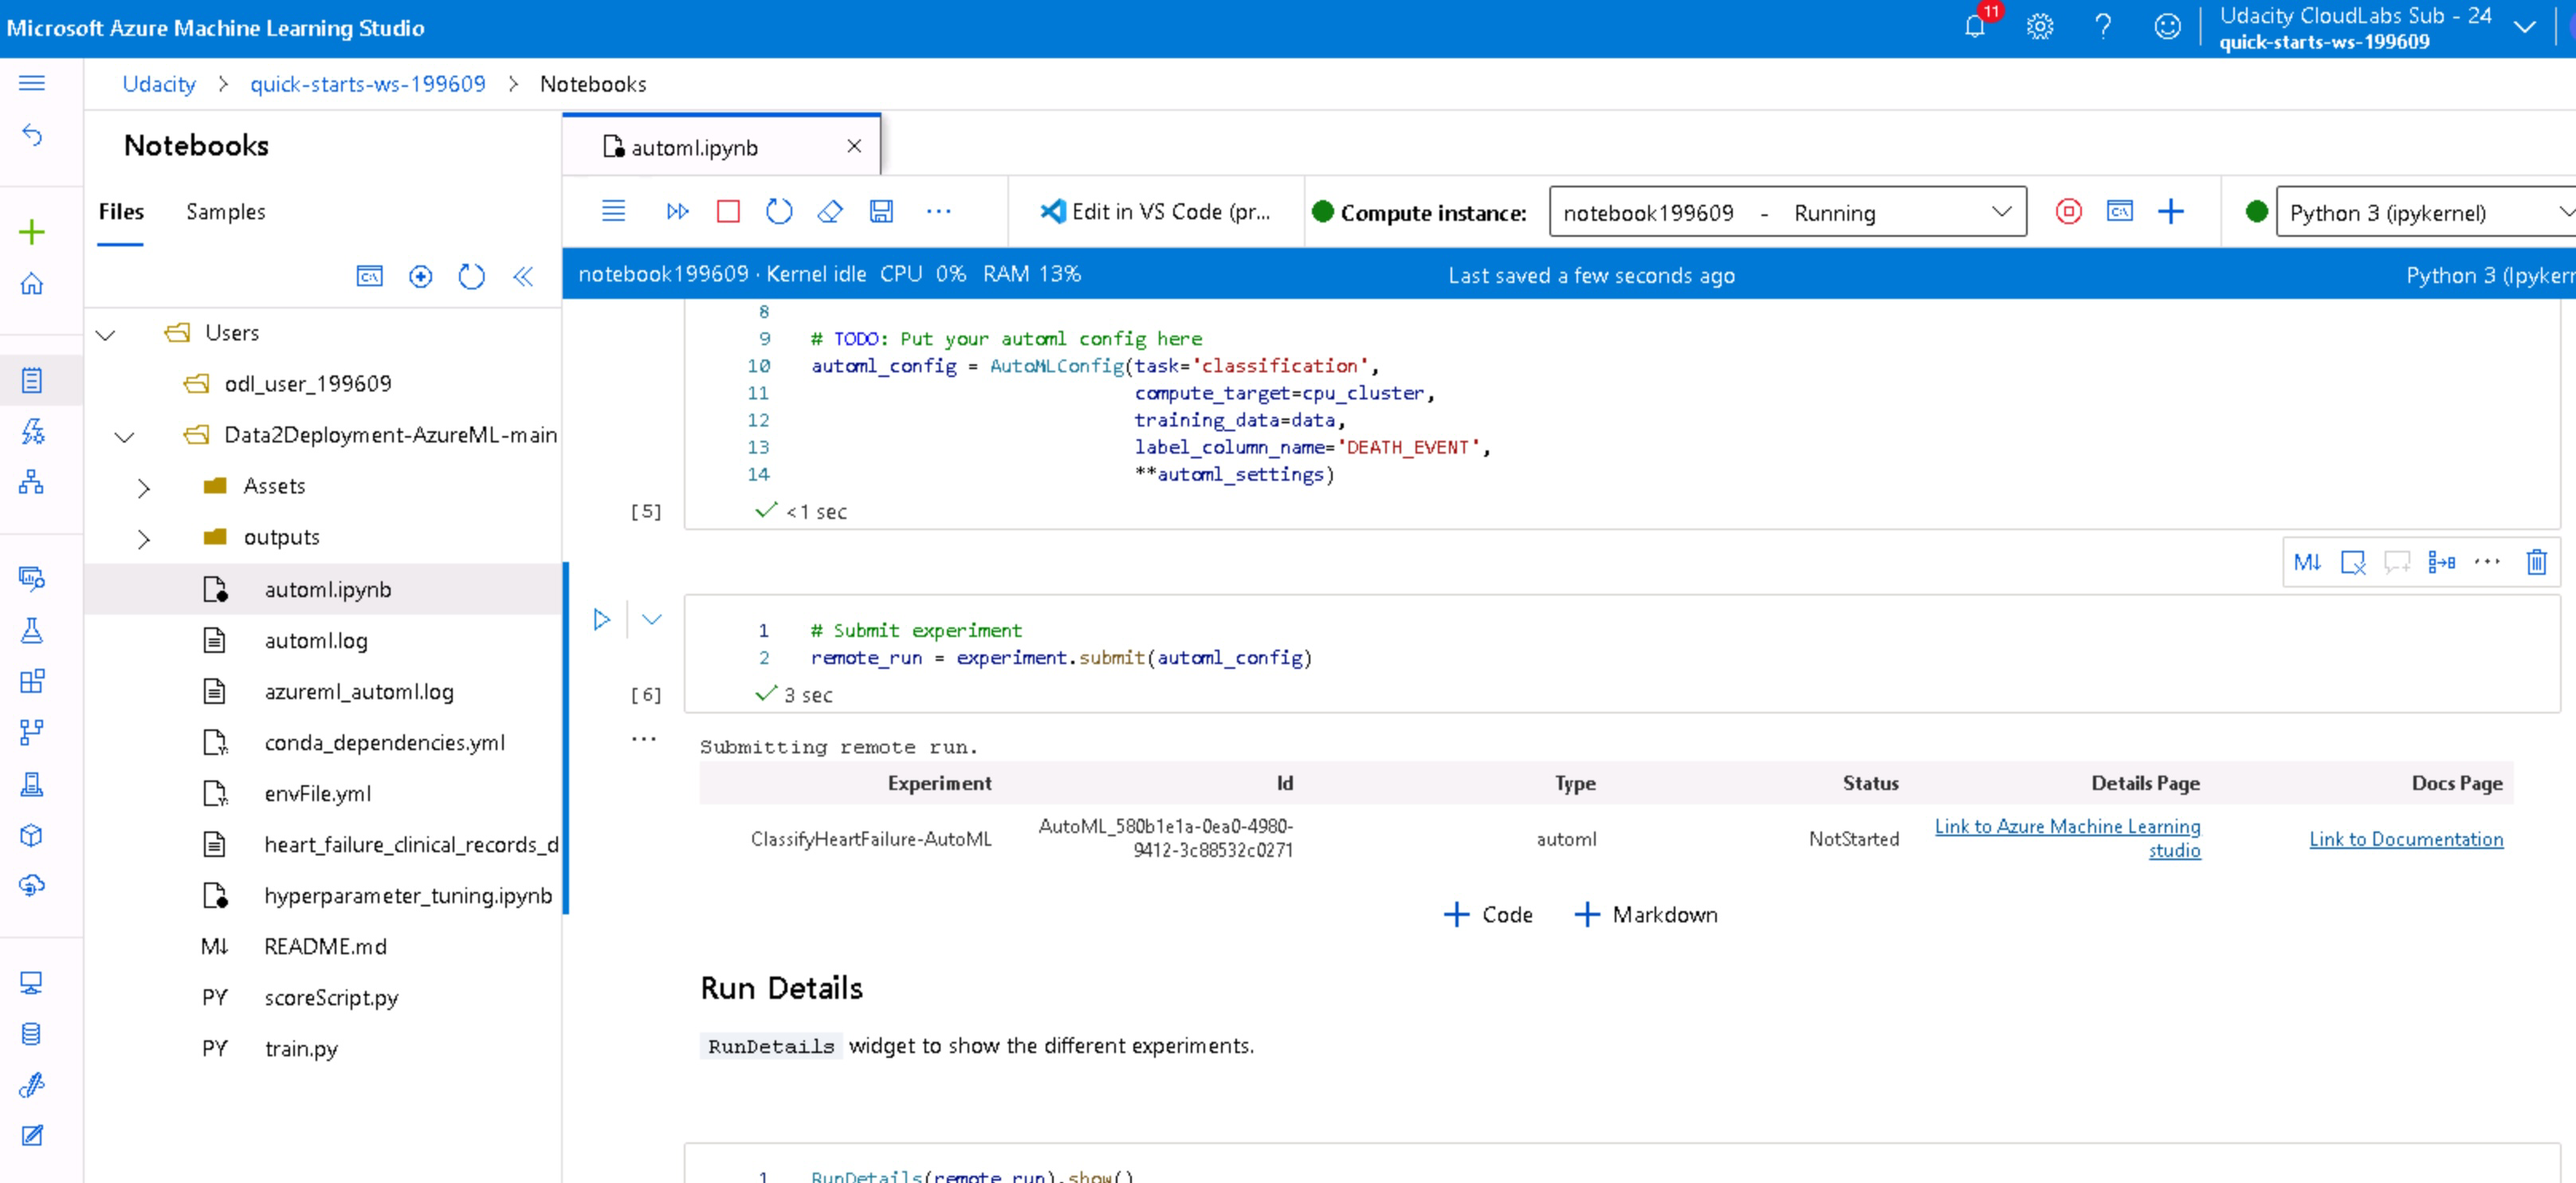 Microsoft Azure Machine Learning Studio
11
Udacity CloudLabs Sub - 24
quick-starts-ws-199609
Udacity > quick-starts-ws-199609 > Notebooks
Notebooks
Files Samples
Users
odl_user_199609
Data2Deployment-AzureML-main
Assets
outputs
automl.ipynb
automl.log
azureml_automl.log
conda_dependencies.yml
envFile.yml
heart_failure_clinical_records_d
hyperparameter_tuning.ipynb
M↓ README.md
PY scoreScript.py
PY train.py
automl.ipynb
Edit in VS Code (pr...
Compute instance: notebook199609 - Running
Python 3 (ipykernel)
notebook199609 · Kernel idle CPU 0% RAM 13%
Last saved a few seconds ago
Python 3 (Ipykern
8
9 # TODO: Put your automl config here
10 automl_config = AutoMLConfig(task='classification',
11 compute_target=cpu_cluster,
12 training_data=data,
13 label_column_name='DEATH_EVENT',
14 **automl_settings)
[5] <1 sec
M↓
1 # Submit experiment
2 remote_run = experiment.submit(automl_config)
[6] 3 sec
Submitting remote run.
Experiment Id Type Status Details Page Docs Page
ClassifyHeartFailure-AutoML AutoML_580b1e1a-0ea0-4980-9412-3c88532c0271 automl NotStarted Link to Azure Machine Learning studio Link to Documentation
+ Code + Markdown
Run Details
RunDetails widget to show the different experiments.
1 RunDetails(remote_run).show()